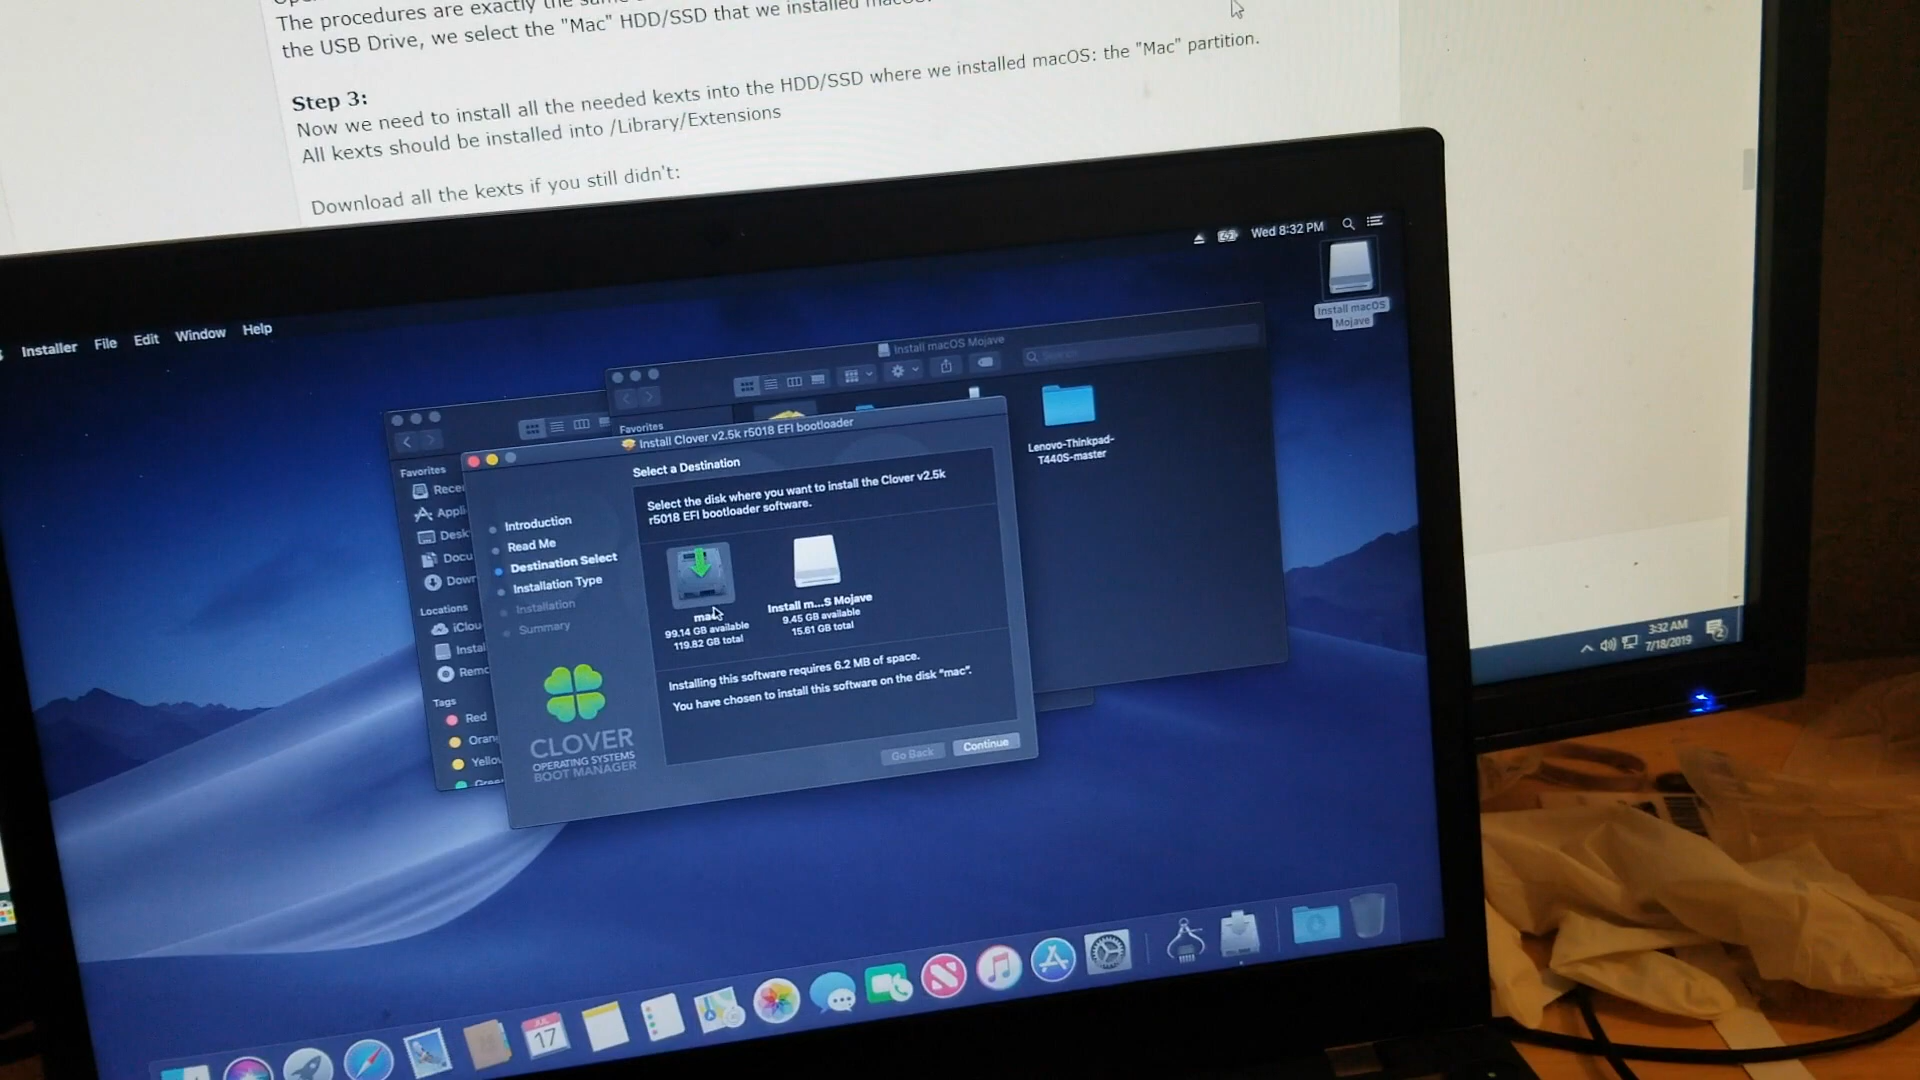 The procedures are exactly the
the USB Drive, we select the "Mac" HDD/SSD that we installed macOS.
Step 3:
Now we need to install all the needed kexts into the HDD/SSD where we installed macOS: the "Mac" partition.
All kexts should be installed into /Library/Extensions
Download all the kexts if you still didn't:
Wed 8:32 PM
Installer File Edit Window Help
Install macOS
Mojave
Install macOS Mojave
Favorites
Lenovo-Thinkpad-
T440S-master
Favorites
Rece
Appli
Desk
Docu
Down
Locations
iClou
Instal
Remo
Tags
Red
Oran
Yellow
Green
Install Clover v2.5k r5018 EFI bootloader
Select a Destination
Introduction
Read Me
Destination Select
Installation Type
Installation
Summary
Select the disk where you want to install the Clover v2.5k
r5018 EFI bootloader software.
mac
99.14 GB available
119.82 GB total
Install m...S Mojave
9.45 GB available
15.61 GB total
Installing this software requires 6.2 MB of space.
You have chosen to install this software on the disk "mac".
Go Back
Continue
CLOVER
OPERATING SYSTEMS
BOOT MANAGER
3:32 AM
7/18/2019
2
JUL
17